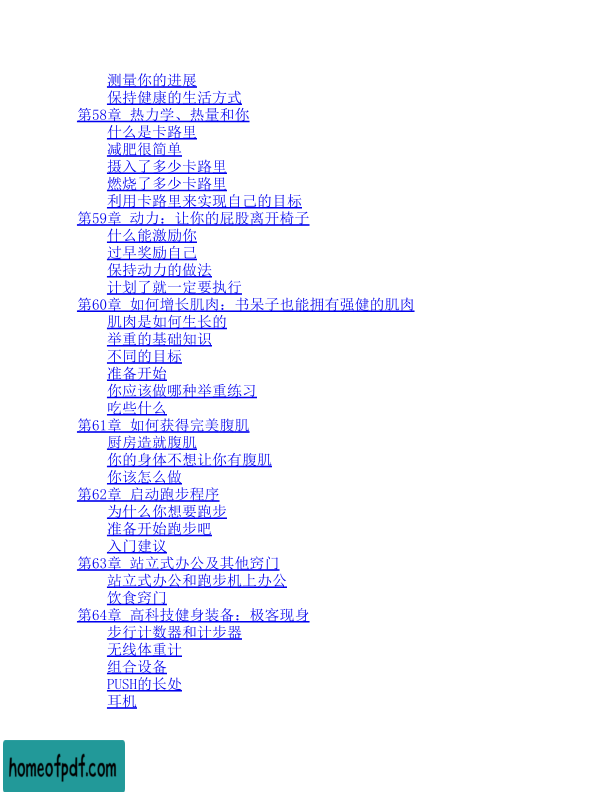 测量你的进展
保持健康的生活方式
第58章 热力学、热量和你
什么是卡路里
减肥很简单
摄入了多少卡路里
燃烧了多少卡路里
利用卡路里来实现自己的目标
第59章 动力：让你的屁股离开椅子
什么能激励你
过早奖励自己
保持动力的做法
计划了就一定要执行
第60章 如何增长肌肉：书呆子也能拥有强健的肌肉
肌肉是如何生长的
举重的基础知识
不同的目标
准备开始
你应该做哪种举重练习
吃些什么
第61章 如何获得完美腹肌
厨房造就腹肌
你的身体不想让你有腹肌
你该怎么做
第62章 启动跑步程序
为什么你想要跑步
准备开始跑步吧
入门建议
第63章 站立式办公及其他窍门
站立式办公和跑步机上办公
饮食窍门
第64章 高科技健身装备：极客现身
步行计数器和计步器
无线体重计
组合设备
PUSH的长处
耳机
homeofpdf.com